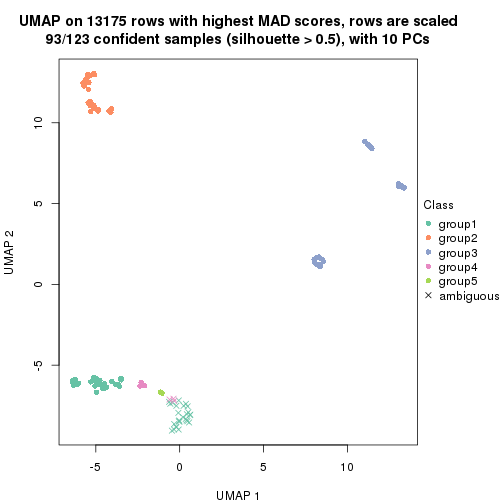 UMAP on 13175 rows with highest MAD scores, rows are scaled
93/123 confident samples (silhouette > 0.5), with 10 PCs
10
5
0
-5
UMAP 2
-5
0
5
10
UMAP 1
Class
group1
group2
group3
group4
group5
ambiguous